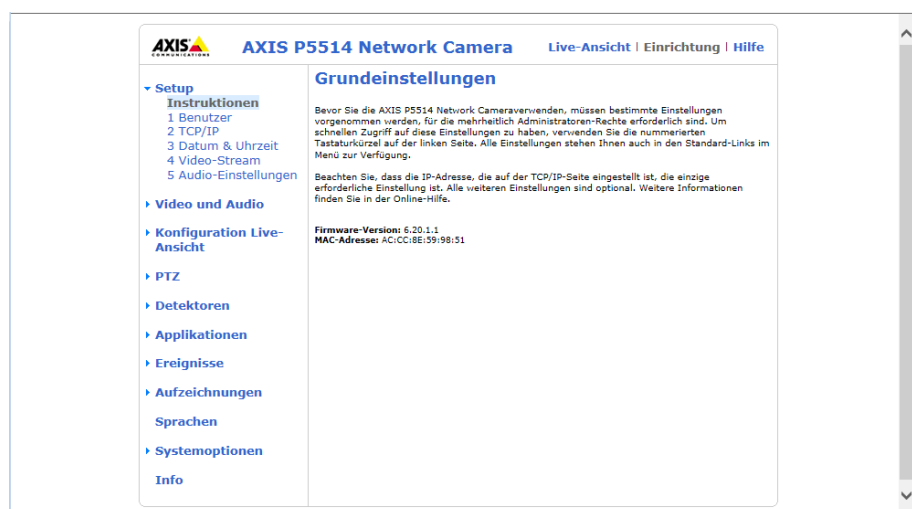 AXIS
COMMUNICATIONS
AXIS P5514 Network Camera
Live-Ansicht | Einrichtung | Hilfe
Setup
Instruktionen
1 Benutzer
2 TCP/IP
3 Datum & Uhrzeit
4 Video-Stream
5 Audio-Einstellungen
Video und Audio
Konfiguration Live-
Ansicht
PTZ
Detektoren
Applikationen
Ereignisse
Aufzeichnungen
Sprachen
Systemoptionen
Info
Grundeinstellungen
Bevor Sie die AXIS P5514 Network Cameraverwenden, müssen bestimmte Einstellungen
vorgenommen werden, für die mehrheitlich Administratoren-Rechte erforderlich sind. Um
schnellen Zugriff auf diese Einstellungen zu haben, verwenden Sie die nummerierten
Tastaturkürzel auf der linken Seite. Alle Einstellungen stehen Ihnen auch in den Standard-Links im
Menü zur Verfügung.
Beachten Sie, dass die IP-Adresse, die auf der TCP/IP-Seite eingestellt ist, die einzige
erforderliche Einstellung ist. Alle weiteren Einstellungen sind optional. Weitere Informationen
finden Sie in der Online-Hilfe.
Firmware-Version: 6.20.1.1
MAC-Adresse: AC:CC:8E:59:98:51